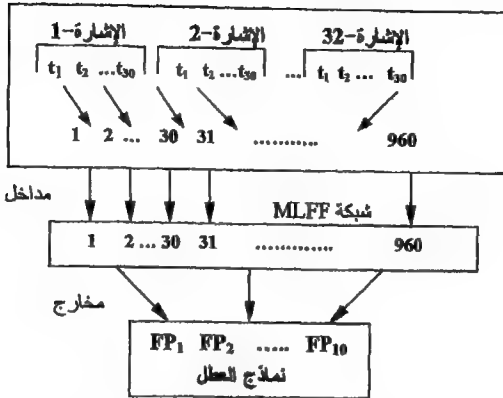 الإشارة-1 الإشارة-2 الإشارة-32
t1 t2 ...t30 t1 t2 ...t30 ... t1 t2 ... t30
1 2 ... 30 31 ............ 960
مداخل
شبكة MLFF
1 2 ... 30 31 ............. 960
مخارج
FP1 FP2 ..... FP10
نماذج العطل